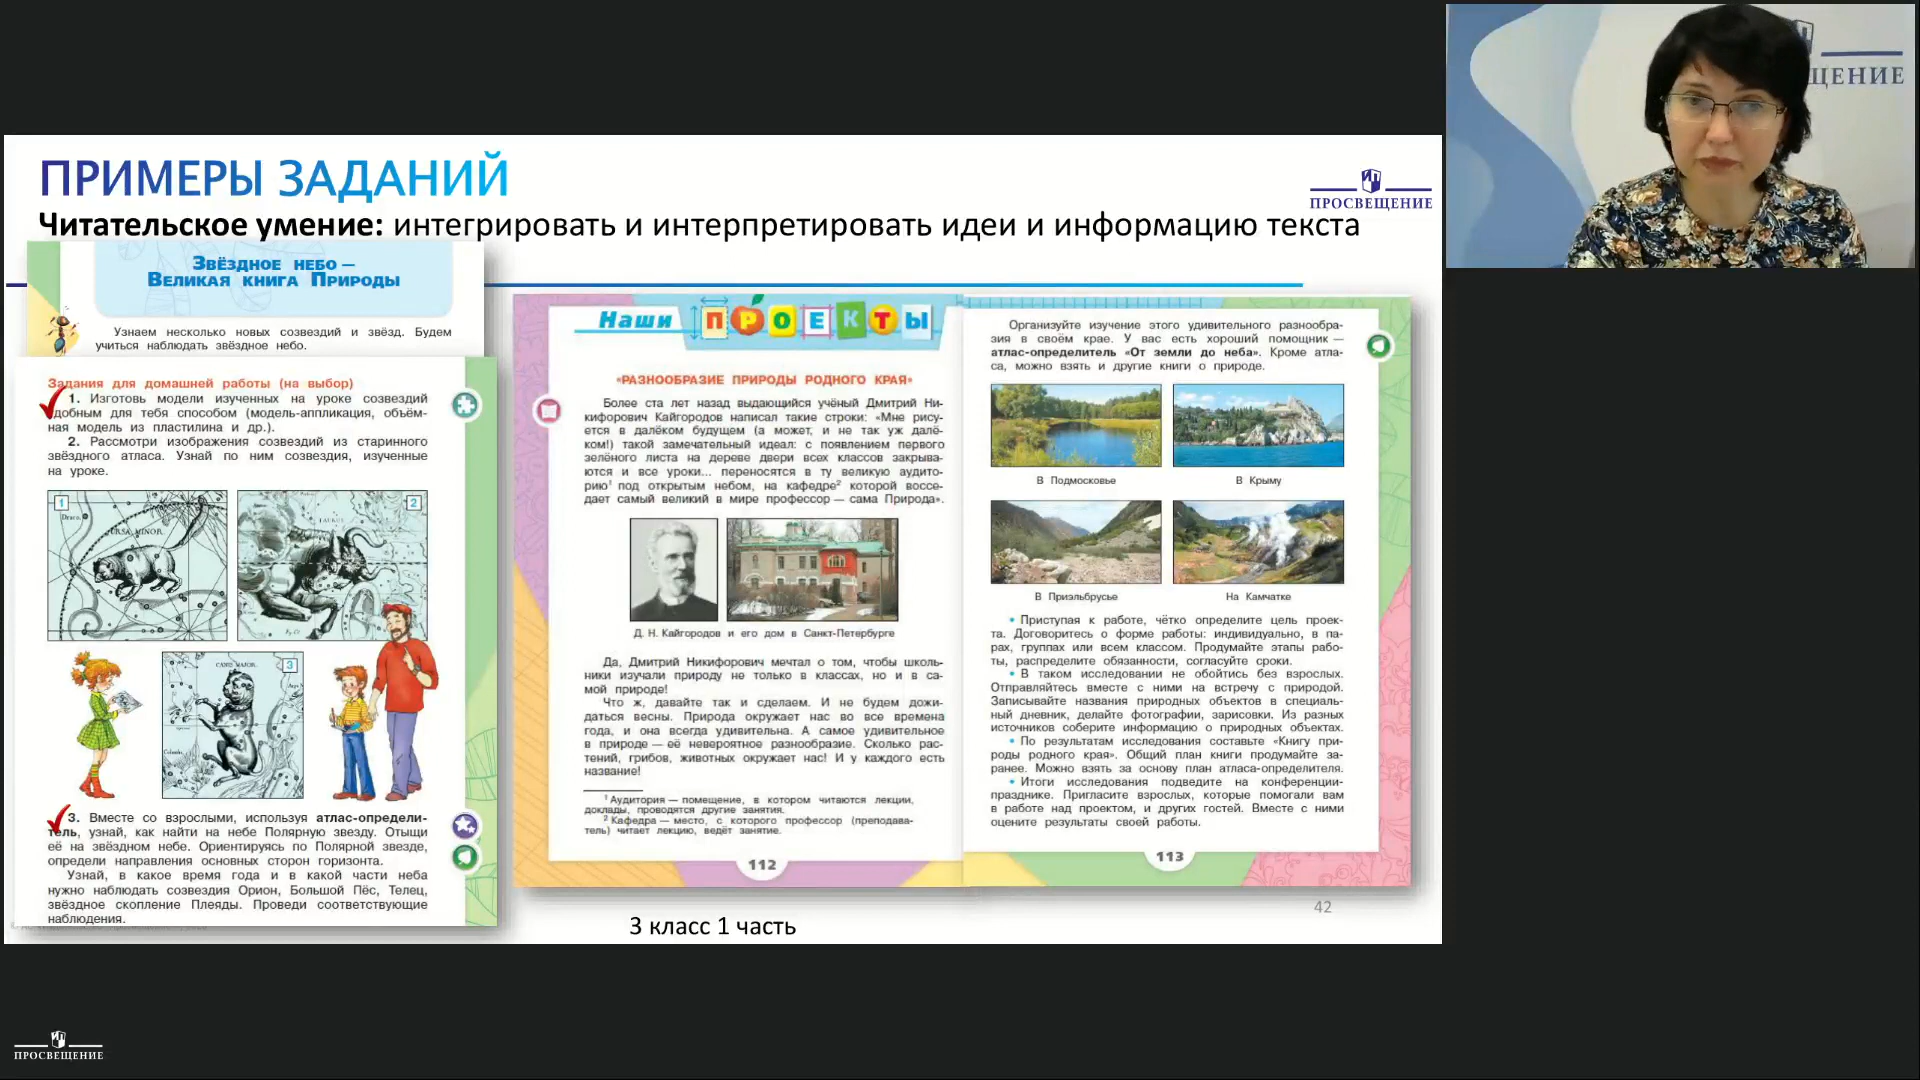 ЩЕНИЕ
ПРИМЕРЫ ЗАДАНИЙ
ПРОСВЕЩЕНИЕ
Читательское умение: интегрировать и интерпретировать идеи и информацию текста
Звёздное небо –
Великая книга Природы
Узнаем несколько новых созвездий и звёзд. Будем
учиться наблюдать звёздное небо.
Задания для домашней работы (на выбор)
1. Изготовь модели изученных на уроке созвездий
удобным для тебя способом (модель-аппликация, объём-
ная модель из пластилина и др.).
2. Рассмотри изображения созвездий из старинного
звёздного атласа. Узнай по ним созвездия, изученные
на уроке.
1
Draco
URSA MINOR.
2
TAURUS
CANIS MAJOR.
3
3. Вместе со взрослыми, используя атлас-определи-
тель, узнай, как найти на небе Полярную звезду. Отыщи
её на звёздном небе. Ориентируясь по Полярной звезде,
определи направления основных сторон горизонта.
Узнай, в какое время года и в какой части неба
нужно наблюдать созвездия Орион, Большой Пёс, Телец,
звёздное скопление Плеяды. Проведи соответствующие
наблюдения.
Наши ПРОЕКТЫ
«РАЗНООБРАЗИЕ ПРИРОДЫ РОДНОГО КРАЯ»
Более ста лет назад выдающийся учёный Дмитрий Ни-
кифорович Кайгородов написал такие строки: «Мне рису-
ется в далёком будущем (а может, и не так уж далё-
ком!) такой замечательный идеал: с появлением первого
зелёного листа на дереве двери всех классов закрыва-
ются и все уроки... переносятся в ту великую аудито-
рию¹ под открытым небом, на кафедре² которой воссе-
дает самый великий в мире профессор — сама Природа».
Д. Н. Кайгородов и его дом в Санкт-Петербурге
Да, Дмитрий Никифорович мечтал о том, чтобы школь-
ники изучали природу не только в классах, но и в са-
мой природе!
Что ж, давайте так и сделаем. И не будем дожи-
даться весны. Природа окружает нас во все времена
года, и она всегда удивительна. А самое удивительное
в природе — её невероятное разнообразие. Сколько рас-
тений, грибов, животных окружает нас! И у каждого есть
название!
¹ Аудитория — помещение, в котором читаются лекции,
доклады, проводятся другие занятия.
² Кафедра — место, с которого профессор (преподава-
тель) читает лекцию, ведёт занятие.
112
Организуйте изучение этого удивительного разнообра-
зия в своём крае. У вас есть хороший помощник —
атлас-определитель «От земли до неба». Кроме атла-
са, можно взять и другие книги о природе.
В Подмосковье
В Крыму
В Приэльбрусье
На Камчатке
• Приступая к работе, чётко определите цель проек-
та. Договоритесь о форме работы: индивидуально, в па-
рах, группах или всем классом. Продумайте этапы рабо-
ты, распределите обязанности, согласуйте сроки.
• В таком исследовании не обойтись без взрослых.
Отправляйтесь вместе с ними на встречу с природой.
Записывайте названия природных объектов в специаль-
ный дневник, делайте фотографии, зарисовки. Из разных
источников соберите информацию о природных объектах.
• По результатам исследования составьте «Книгу при-
роды родного края». Общий план книги продумайте за-
ранее. Можно взять за основу план атласа-определителя.
• Итоги исследования подведите на конференции-
празднике. Пригласите взрослых, которые помогали вам
в работе над проектом, и других гостей. Вместе с ними
оцените результаты своей работы.
113
3 класс 1 часть
42
ПРОСВЕЩЕНИЕ